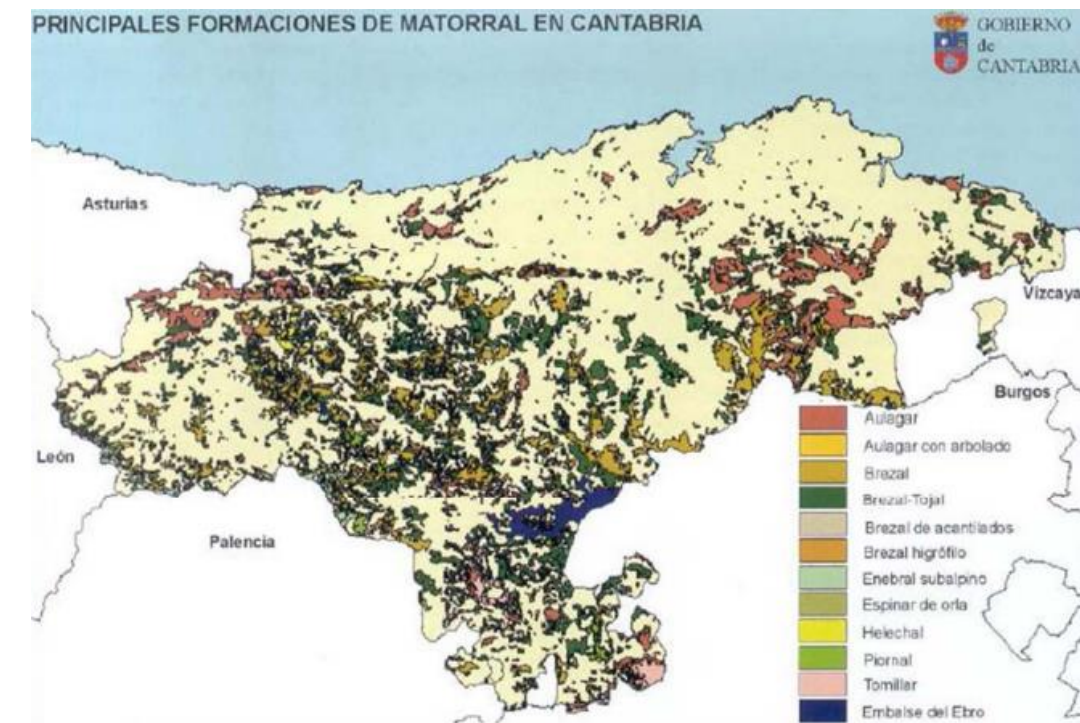 PRINCIPALES FORMACIONES DE MATORRAL EN CANTABRIA
GOBIERNO
de
CANTABRIA
Asturias
Vizcaya
Burgos
León
Palencia
Aulagar
Aulagar con arbolado
Brezal
Brezal-Tojal
Brezal de acantilados
Brezal higrófilo
Enebral subalpino
Espinar de orla
Helechal
Piornal
Tomillar
Embalse del Ebro